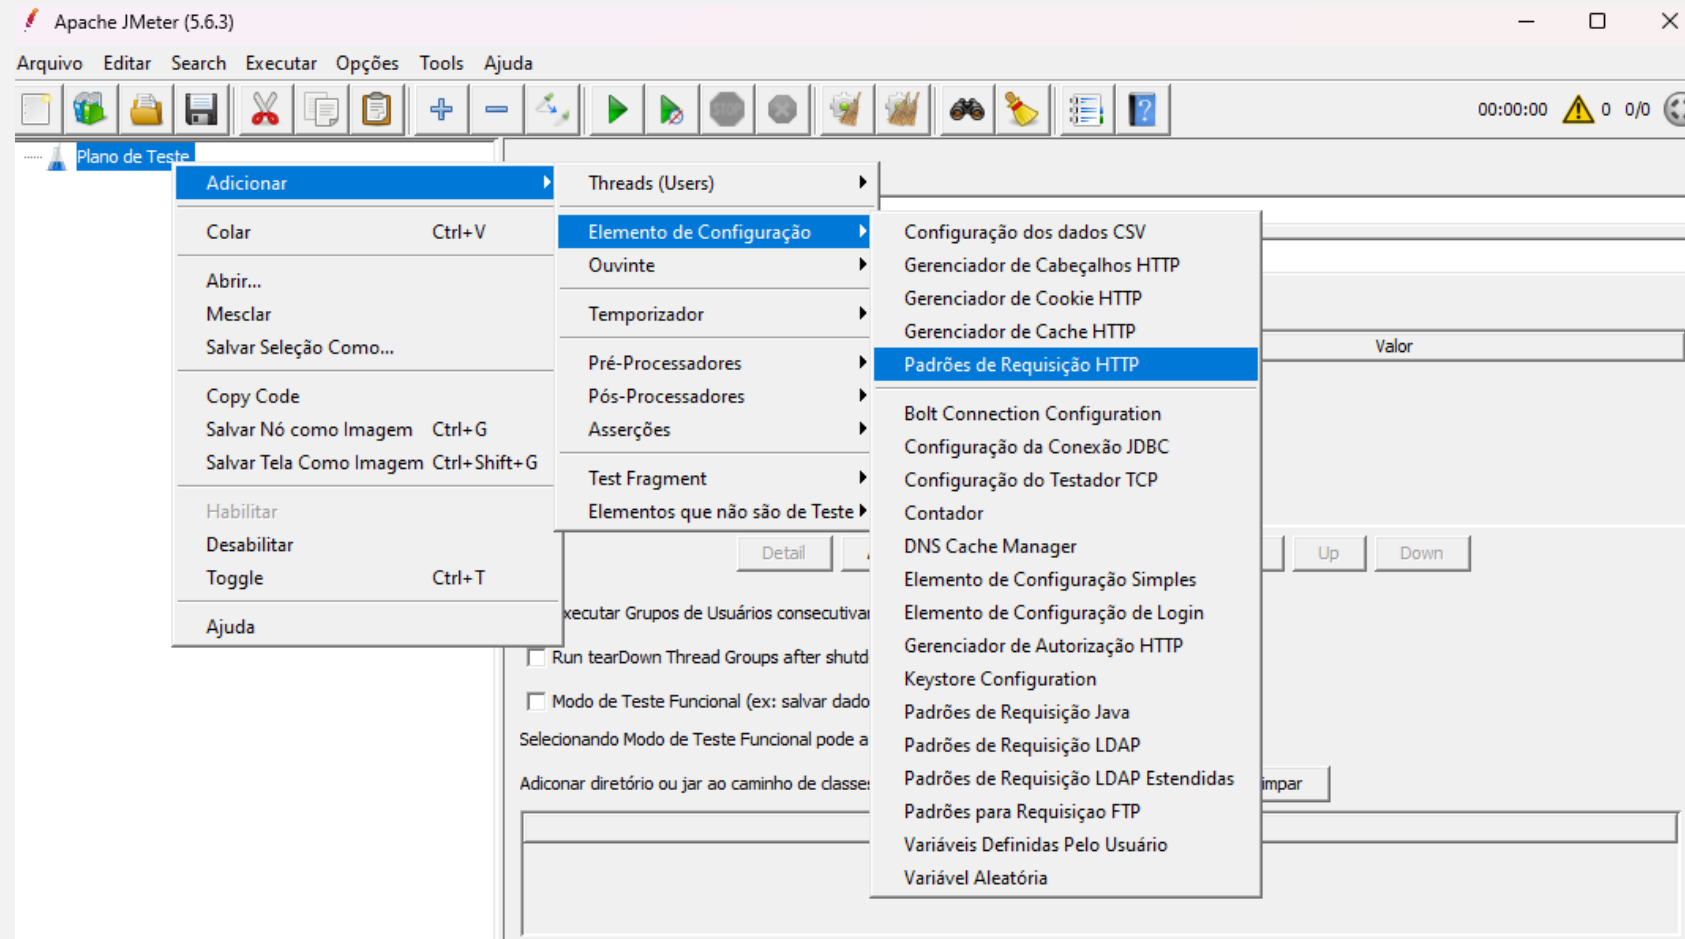 Apache JMeter (5.6.3)
Arquivo Editar Search Executar Opções Tools Ajuda
STOP
00:00:00 0 0/0
Plano de Teste
Adicionar
Colar Ctrl+V
Abrir...
Mesclar
Salvar Seleção Como...
Copy Code
Salvar Nó como Imagem Ctrl+G
Salvar Tela Como Imagem Ctrl+Shift+G
Habilitar
Desabilitar
Toggle Ctrl+T
Ajuda
Threads (Users)
Elemento de Configuração
Ouvinte
Temporizador
Pré-Processadores
Pós-Processadores
Asserções
Test Fragment
Elementos que não são de Teste
Configuração dos dados CSV
Gerenciador de Cabeçalhos HTTP
Gerenciador de Cookie HTTP
Gerenciador de Cache HTTP
Padrões de Requisição HTTP
Bolt Connection Configuration
Configuração da Conexão JDBC
Configuração do Testador TCP
Contador
DNS Cache Manager
Elemento de Configuração Simples
Elemento de Configuração de Login
Gerenciador de Autorização HTTP
Keystore Configuration
Padrões de Requisição Java
Padrões de Requisição LDAP
Padrões de Requisição LDAP Estendidas
Padrões para Requisiçao FTP
Variáveis Definidas Pelo Usuário
Variável Aleatória
Valor
Detail Up Down
xecutar Grupos de Usuários consecutivar
Run tearDown Thread Groups after shutd
Modo de Teste Funcional (ex: salvar dado
Selecionando Modo de Teste Funcional pode a
Adiconar diretório ou jar ao caminho de classes impar